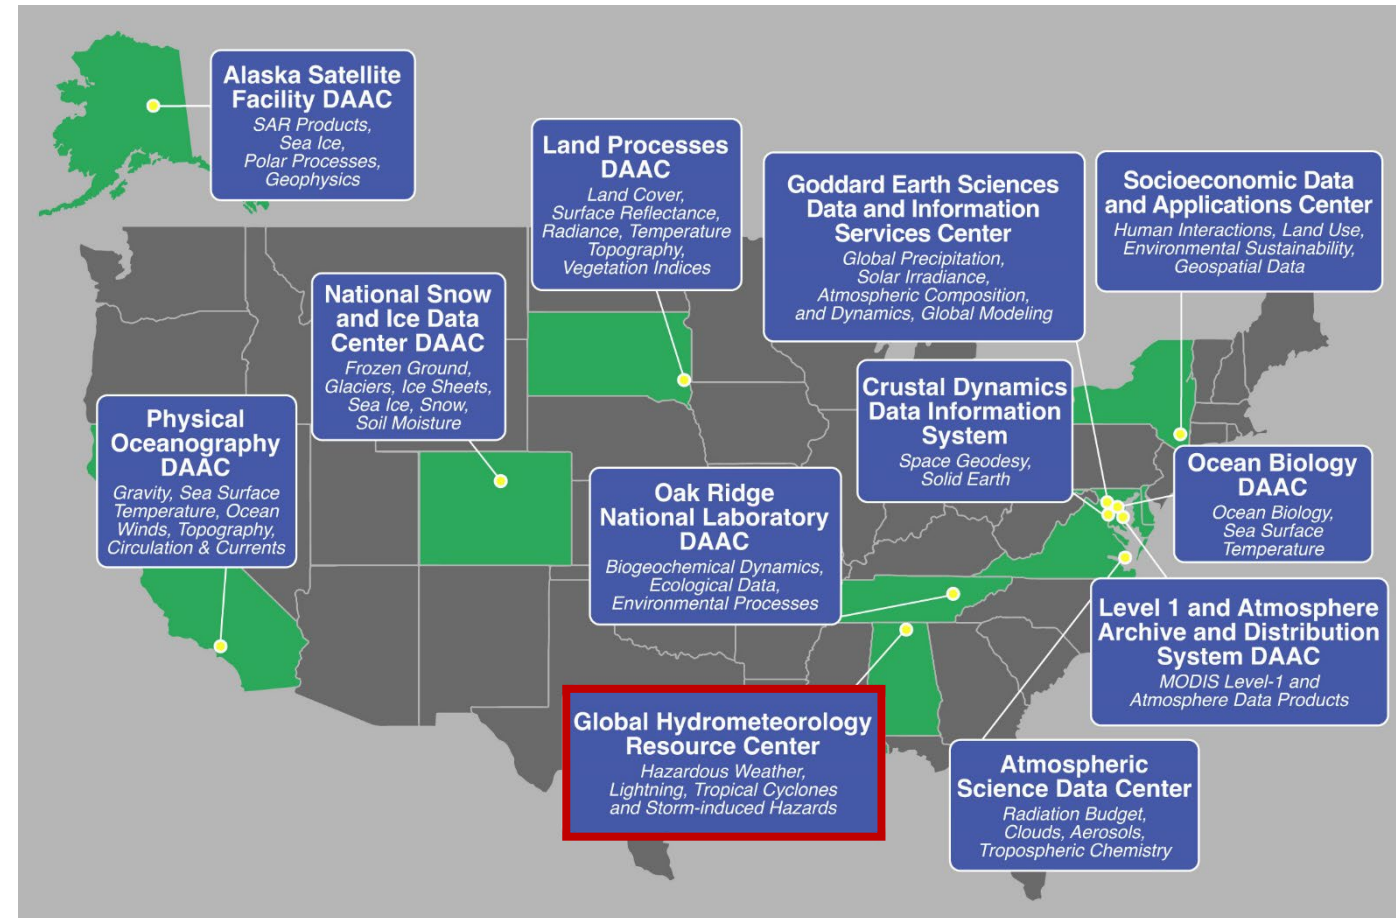 Alaska Satellite
Facility DAAC
SAR Products,
Sea Ice,
Polar Processes,
Geophysics
Land Processes
DAAC
Land Cover,
Surface Reflectance,
Radiance, Temperature
Topography,
Vegetation Indices
Goddard Earth Sciences
Data and Information
Services Center
Global Precipitation,
Solar Irradiance,
Atmospheric Composition,
and Dynamics, Global Modeling
Socioeconomic Data
and Applications Center
Human Interactions, Land Use,
Environmental Sustainability,
Geospatial Data
National Snow
and Ice Data
Center DAAC
Frozen Ground,
Glaciers, Ice Sheets,
Sea Ice, Snow,
Soil Moisture
Physical
Oceanography
DAAC
Gravity, Sea Surface
Temperature, Ocean
Winds, Topography,
Circulation & Currents
Crustal Dynamics
Data Information
System
Space Geodesy,
Solid Earth
Oak Ridge
National Laboratory
DAAC
Biogeochemical Dynamics,
Ecological Data,
Environmental Processes
Ocean Biology
DAAC
Ocean Biology,
Sea Surface
Temperature
Level 1 and Atmosphere
Archive and Distribution
System DAAC
MODIS Level-1 and
Atmosphere Data Products
Global Hydrometeorology
Resource Center
Hazardous Weather,
Lightning, Tropical Cyclones
and Storm-induced Hazards
Atmospheric
Science Data Center
Radiation Budget,
Clouds, Aerosols,
Tropospheric Chemistry